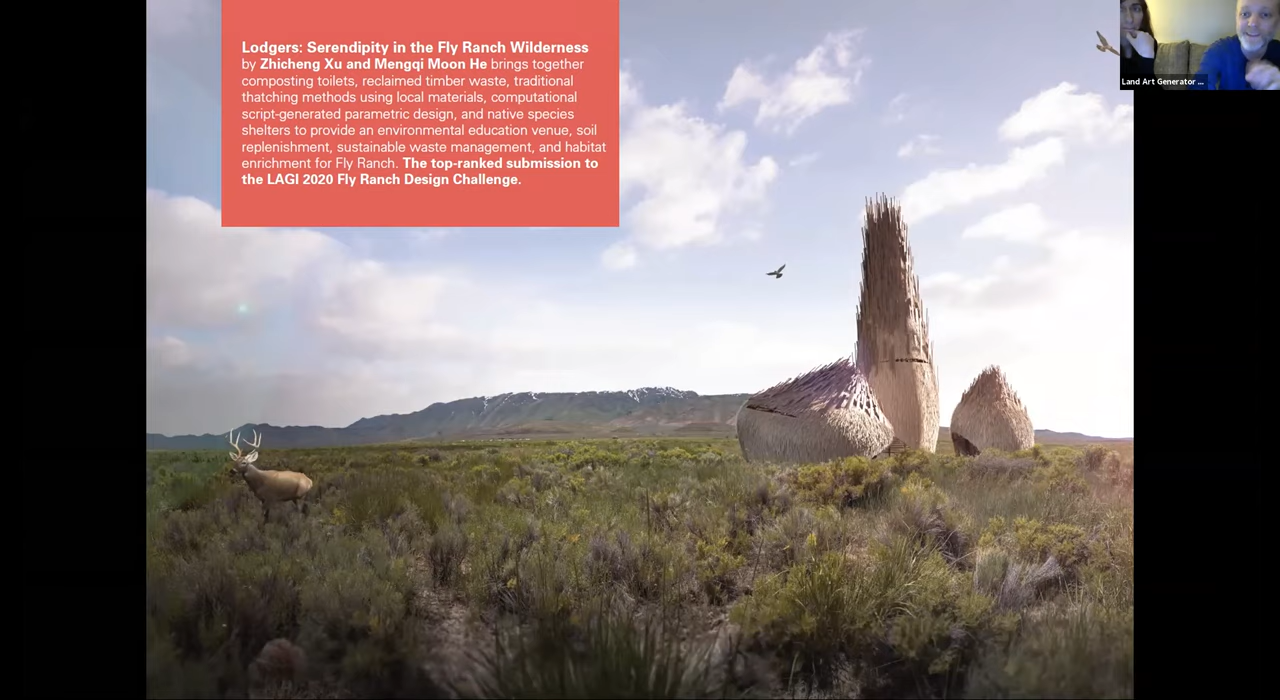 Lodgers: Serendipity in the Fly Ranch Wilderness
by Zhicheng Xu and Mengqi Moon He brings together
composting toilets, reclaimed timber waste, traditional
thatching methods using local materials, computational
script-generated parametric design, and native species
shelters to provide an environmental education venue, soil
replenishment, sustainable waste management, and habitat
enrichment for Fly Ranch. The top-ranked submission to
the LAGI 2020 Fly Ranch Design Challenge.
Land Art Generator ...